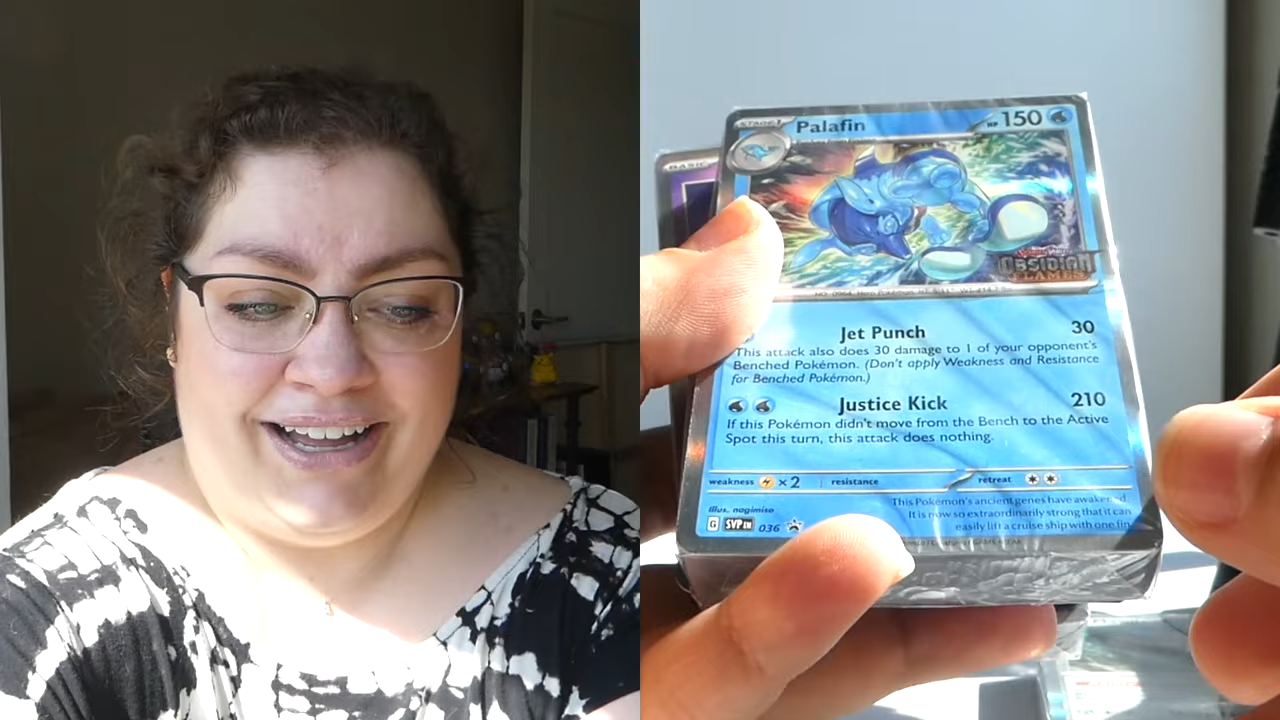 STAGE 1
Palafin
HP 150
BASIC
OBSIDIAN
FLAMES
Jet Punch 30
This attack also does 30 damage to 1 of your opponent's
Benched Pokémon. (Don't apply Weakness and Resistance
for Benched Pokémon.)
Justice Kick 210
If this Pokémon didn't move from the Bench to the Active
Spot this turn, this attack does nothing.
weakness ×2 resistance retreat
Illus. nagimiso
G SVP EN 036
This Pokémon's ancient genes have awakened.
It is now so extraordinarily strong that it can
easily lift a cruise ship with one fin.